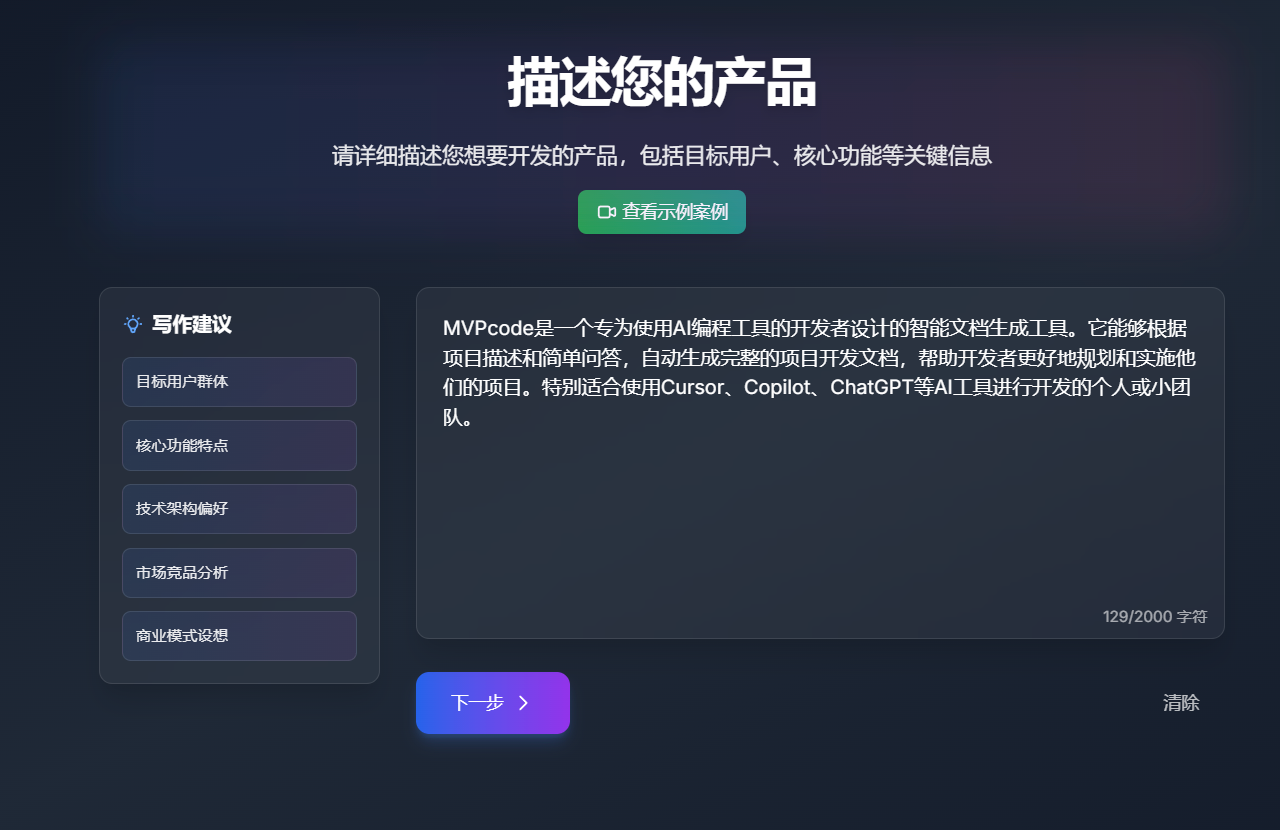 描述您的产品
请详细描述您想要开发的产品，包括目标用户、核心功能等关键信息
查看示例案例
写作建议
目标用户群体
核心功能特点
技术架构偏好
市场竞品分析
商业模式设想
MVPcode是一个专为使用AI编程工具的开发者设计的智能文档生成工具。它能够根据
项目描述和简单问答，自动生成完整的项目开发文档，帮助开发者更好地规划和实施他
们的项目。特别适合使用Cursor、Copilot、ChatGPT等AI工具进行开发的个人或小团
队。
129/2000 字符
下一步
清除